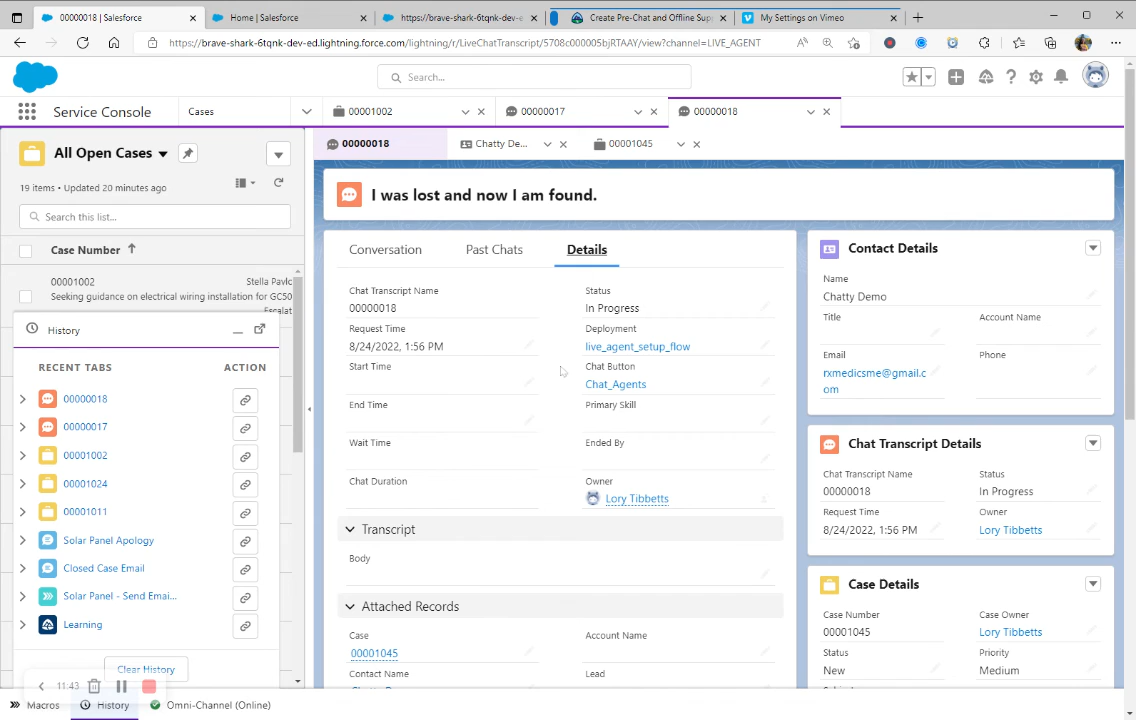 00000018 | Salesforce
Home | Salesforce
https://brave-shark-6tqnk-dev-e
Create Pre-Chat and Offline Sup
My Settings on Vimeo
https://brave-shark-6tqnk-dev-ed.lightning.force.com/lightning/r/LiveChatTranscript/5708c000005bjRTAAY/view?channel=LIVE_AGENT
Search...
Service Console
Cases
00001002
00000017
00000018
00000018
Chatty De...
00001045
All Open Cases
19 items • Updated 20 minutes ago
Search this list...
Case Number
00001002
Stella Pavlc
Seeking guidance on electrical wiring installation for GC50
Escalat
History
RECENT TABS
ACTION
00000018
00000017
00001002
00001024
00001011
Solar Panel Apology
Closed Case Email
Solar Panel - Send Emai...
Learning
Clear History
11:43
Macros
History
Omni-Channel (Online)
I was lost and now I am found.
Conversation
Past Chats
Details
Chat Transcript Name
00000018
Status
In Progress
Request Time
8/24/2022, 1:56 PM
Deployment
live_agent_setup_flow
Start Time
Chat Button
Chat_Agents
End Time
Primary Skill
Wait Time
Ended By
Chat Duration
Owner
Lory Tibbetts
Transcript
Body
Attached Records
Case
00001045
Account Name
Contact Name
Lead
Contact Details
Name
Chatty Demo
Title
Account Name
Email
rxmedicsme@gmail.c
om
Phone
Chat Transcript Details
Chat Transcript Name
00000018
Status
In Progress
Request Time
8/24/2022, 1:56 PM
Owner
Lory Tibbetts
Case Details
Case Number
00001045
Case Owner
Lory Tibbetts
Status
New
Priority
Medium